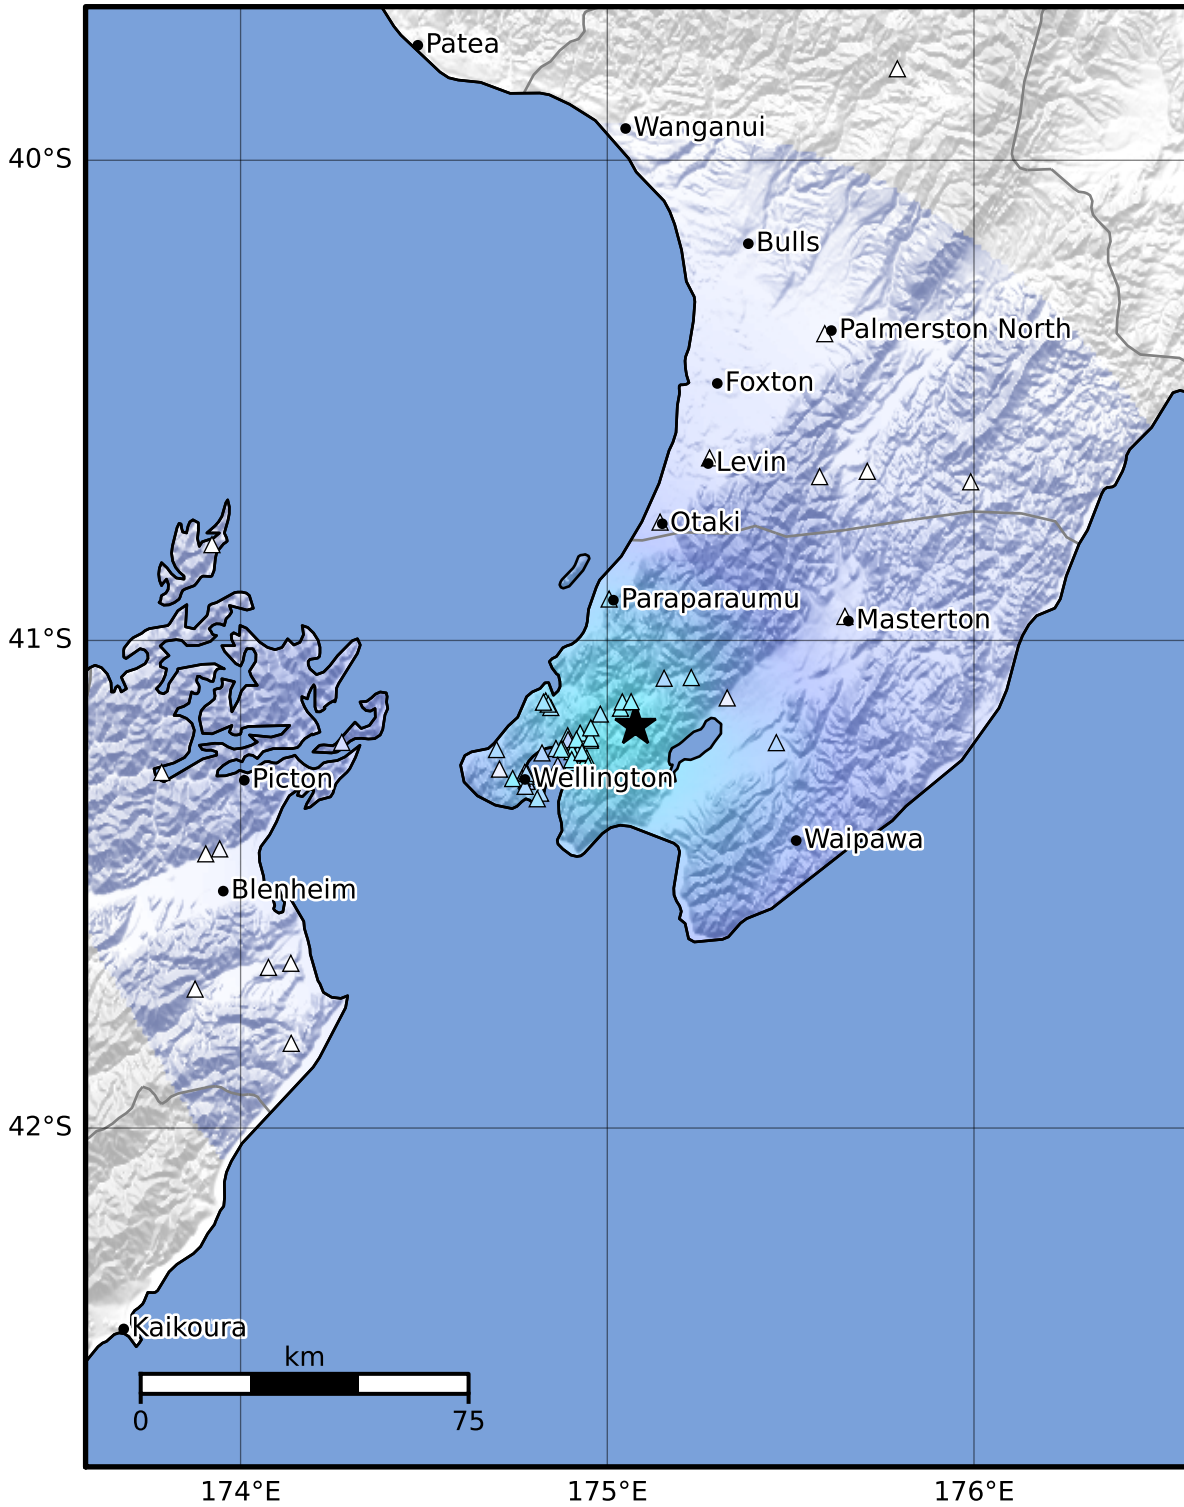 Patea
Wanganui
40°S
Bulls
Palmerston North
Foxton
Levin
Otaki
Paraparaumu
Masterton
41°S
Picton
Wellington
Waipawa
Blenheim
42°S
Kaikoura
km
0
75
174°E
175°E
176°E